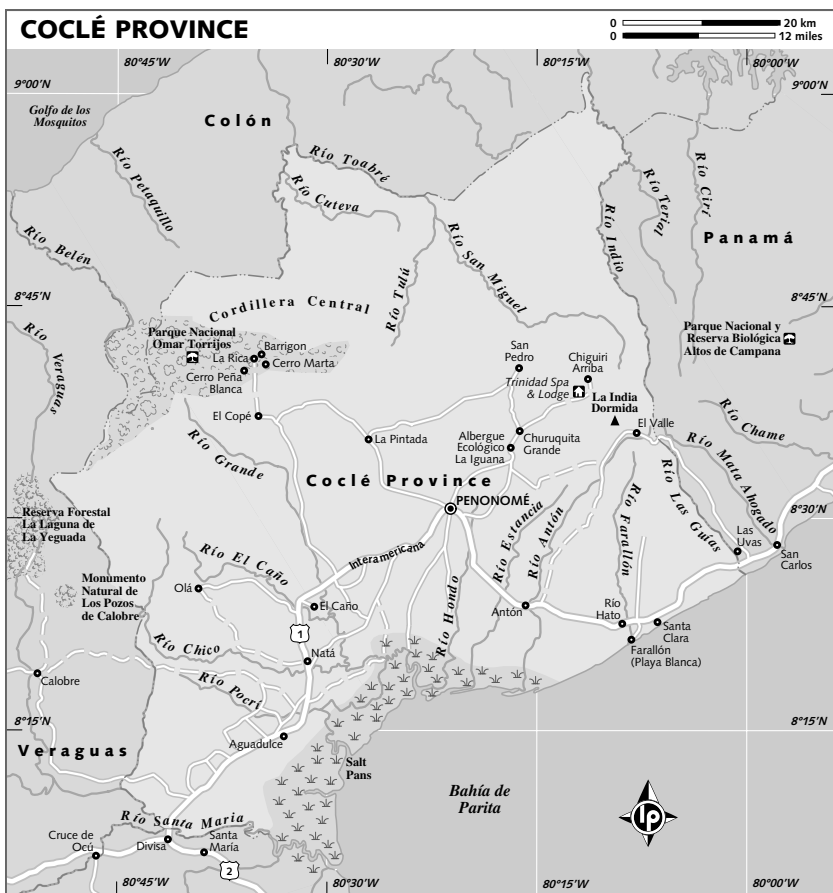 COCLÉ PROVINCE
0 20 km
0 12 miles
80°45'W
80°30'W
80°15'W
80°00'W
9°00'N
9°00'N
Golfo de los
Mosquitos
Colón
Río Toabré
Río Cuteva
Río Petaquillo
Río Terial
Río Cirí
Panamá
Río Belén
Río Indio
Río San Miguel
Río Tulú
8°45'N
8°45'N
Cordillera Central
Río Veraguas
Parque Nacional
Omar Torrijos
Barrigon
La Rica
Cerro Marta
Cerro Peña
Blanca
San
Pedro
Chiguiri
Arriba
Trinidad Spa
& Lodge
Parque Nacional y
Reserva Biológica
Altos de Campana
La India
Dormida
El Valle
Río Chame
El Copé
La Pintada
Albergue
Ecológico
La Iguana
Churuquita
Grande
Río Mata Ahogado
Río Grande
Coclé Province
PENONOMÉ
Río Las Guías
Reserva Forestal
La Laguna de
La Yeguada
Río Estancia
Río Antón
Río Farallón
8°30'N
Las
Uvas
San
Carlos
Interamericana
Río El Caño
Monumento
Natural de
Los Pozos
de Calobre
Olá
El Caño
Río Hondo
Antón
Río
Hato
Santa
Clara
Farallón
(Playa Blanca)
1
Río Chico
Natá
Calobre
Río Pocrí
8°15'N
8°15'N
Veraguas
Aguadulce
Salt
Pans
Bahía de
Parita
Río Santa Maria
Cruce de
Ocú
Divisa
Santa
María
2
lp
80°45'W
80°30'W
80°15'W
80°00'W